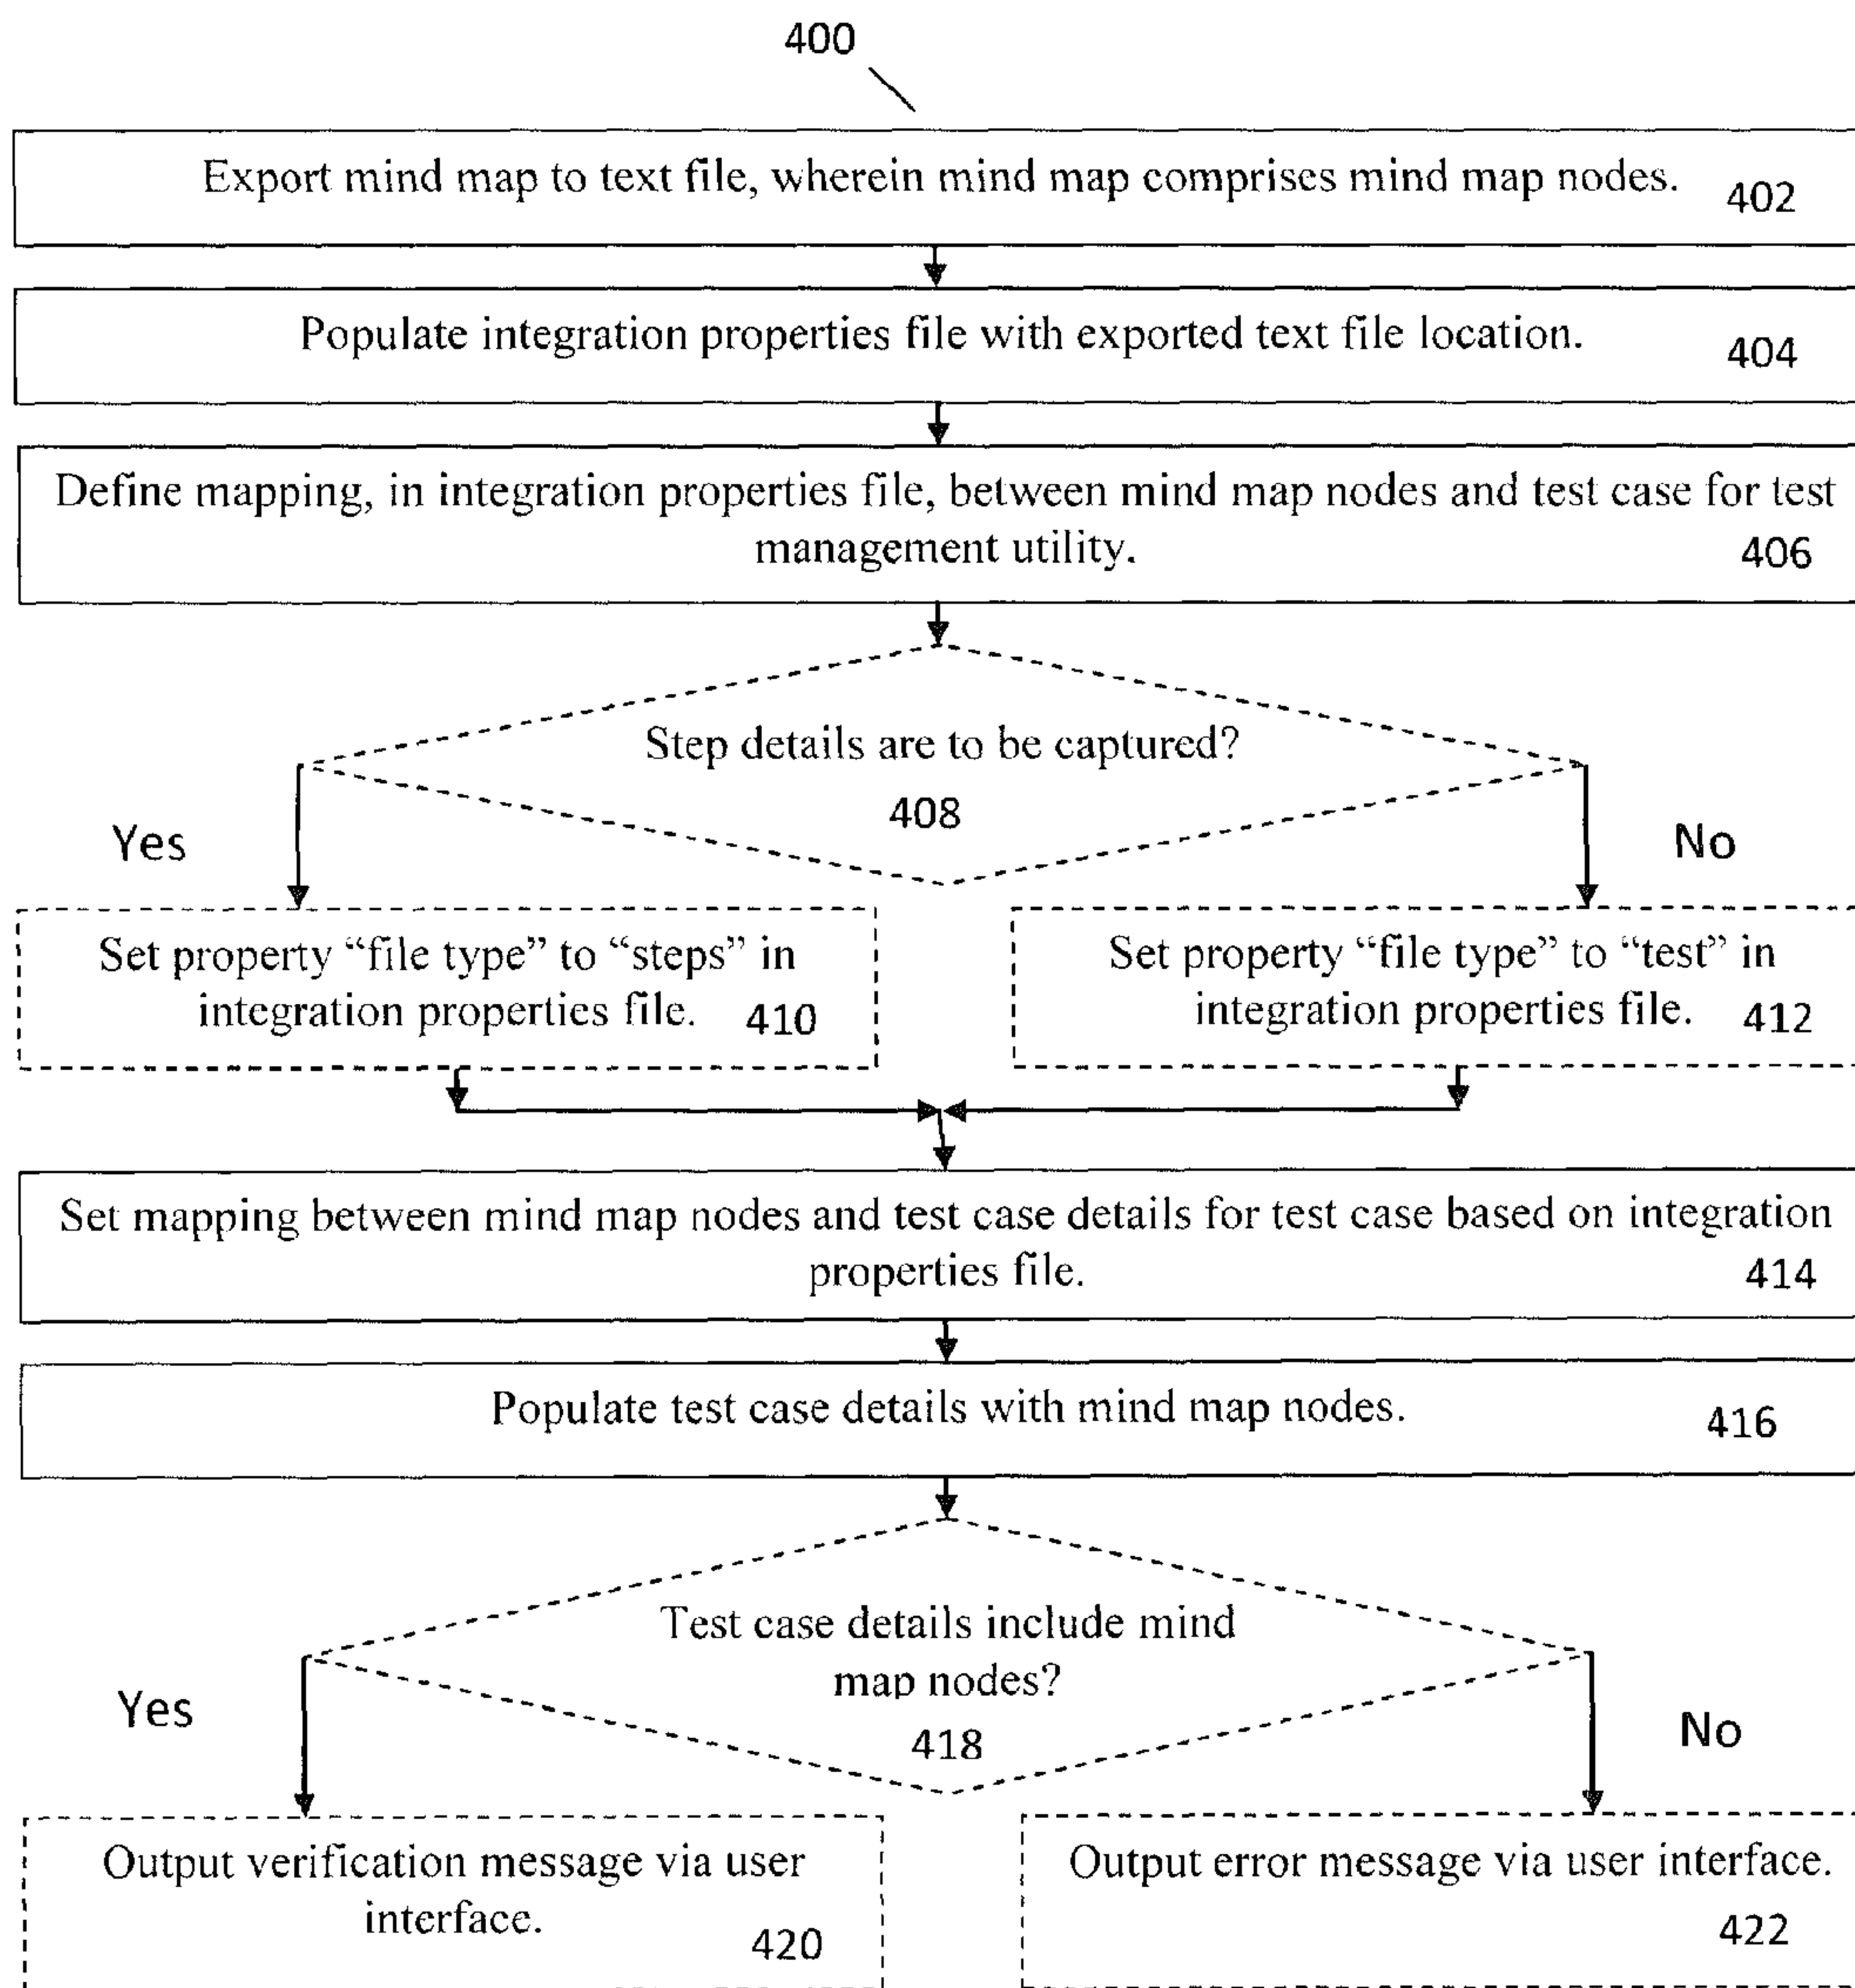 400
Export mind map to text file, wherein mind map comprises mind map nodes. 402
Populate integration properties file with exported text file location. 404
Define mapping, in integration properties file, between mind map nodes and test case for test
management utility. 406
Step details are to be captured?
408
Yes
No
Set property “file type” to “steps” in
integration properties file. 410
Set property “file type” to “test” in
integration properties file. 412
Set mapping between mind map nodes and test case details for test case based on integration
properties file. 414
Populate test case details with mind map nodes. 416
Test case details include mind
map nodes?
418
Yes
No
Output verification message via user
interface. 420
Output error message via user interface.
422